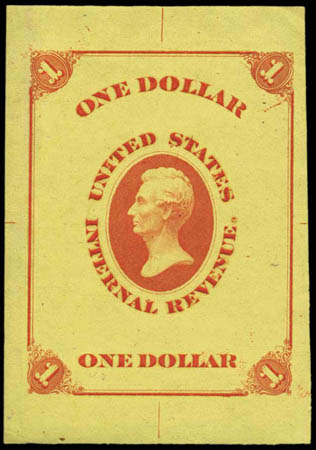 1 1
ONE DOLLAR
UNITED STATES
INTERNAL REVENUE.
ONE DOLLAR
1 1